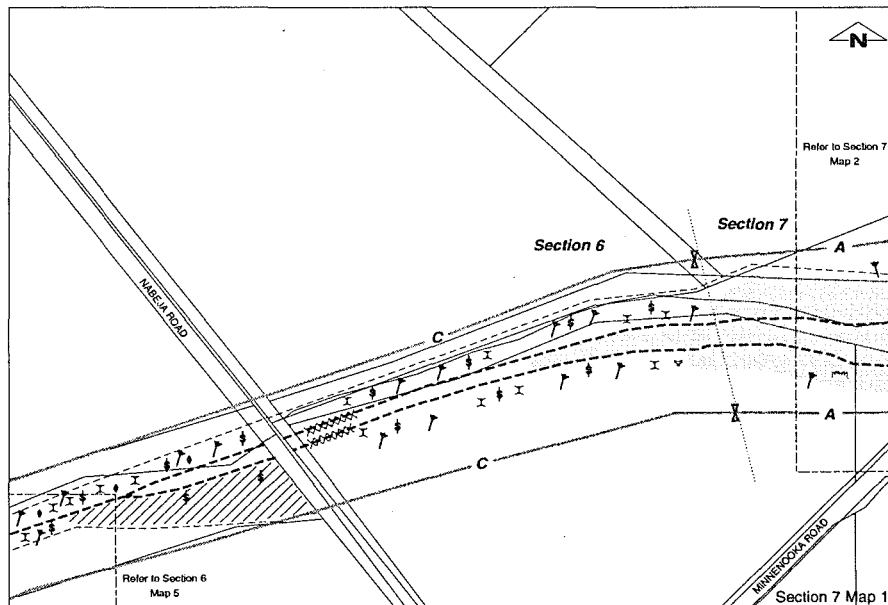 N
Refer to Section 7
Map 2
Section 7
Section 6
A
C
NABEJA ROAD
A
C
MINNENOOKA ROAD
Refer to Section 6
Map 5
Section 7 Map 1